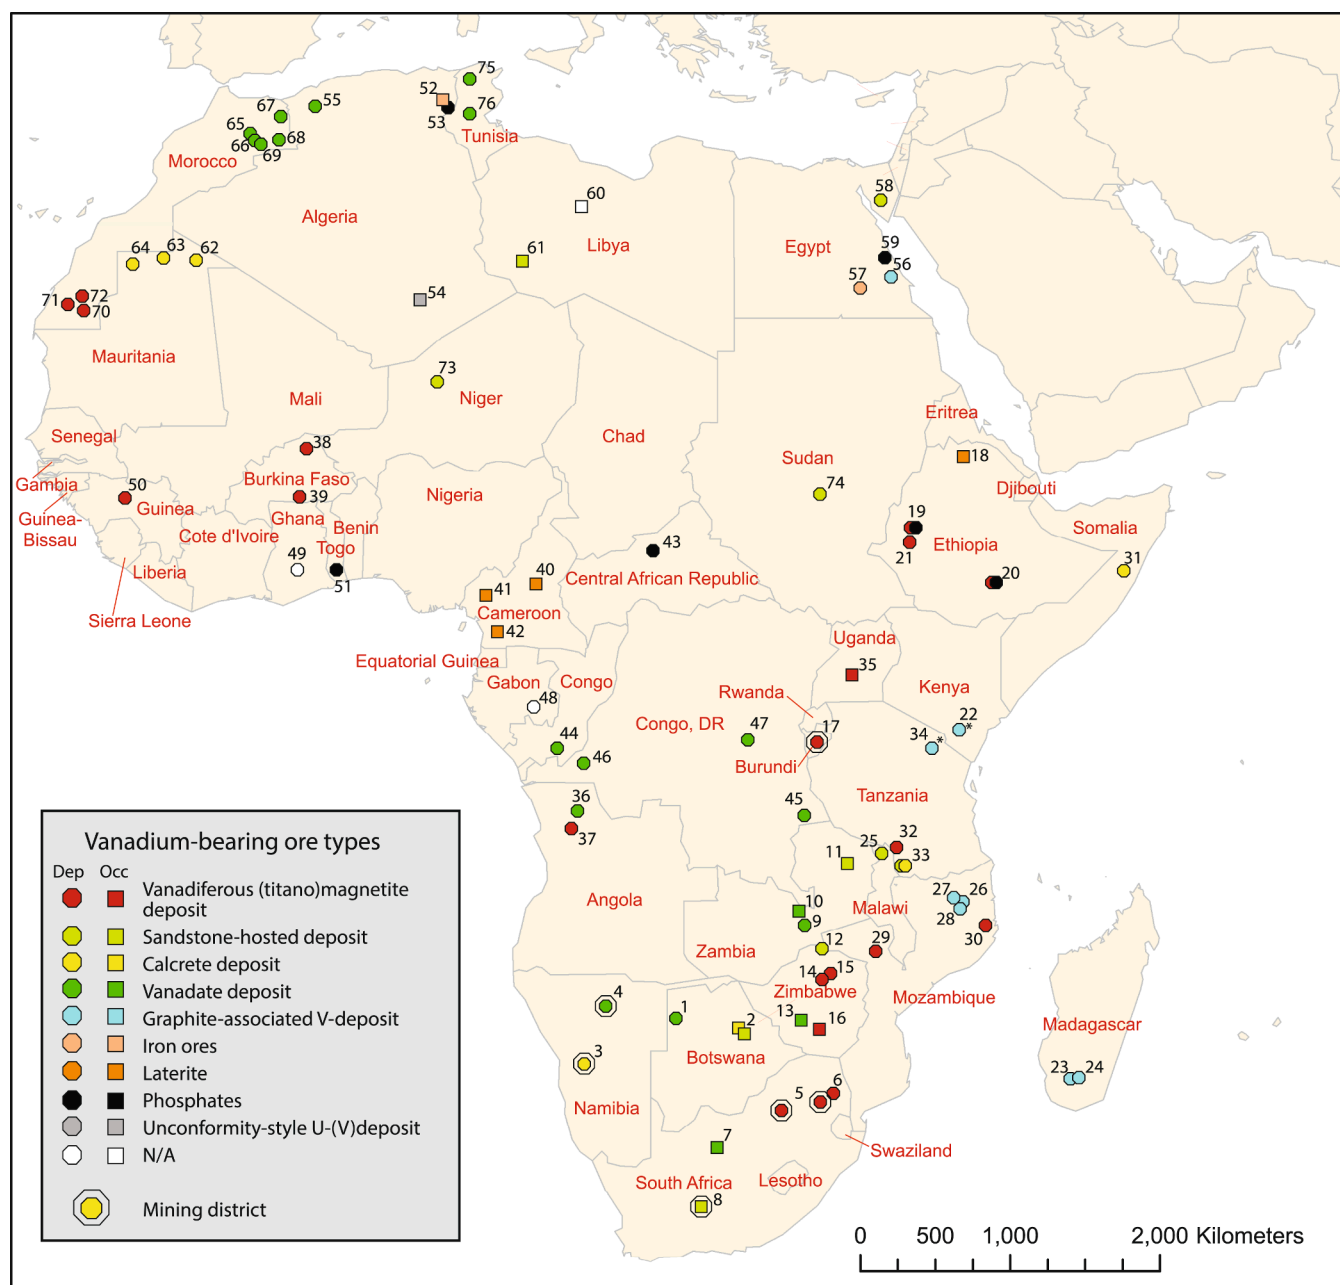 75
52
55
67
76
53
65
68
66
69
Tunisia
Morocco
58
60
Algeria
Egypt
59
61
Libya
64
63
62
56
57
54
71
72
70
Mauritania
73
Mali
Niger
Eritrea
Senegal
Chad
38
Sudan
18
Gambia
Burkina Faso
74
Djibouti
50
39
Nigeria
Guinea
Guinea-
Bissau
Ghana
Benin
19
Somalia
Cote d'Ivoire
Togo
43
Ethiopia
21
49
Liberia
51
40
Central African Republic
20
31
41
Sierra Leone
Cameroon
42
Uganda
Equatorial Guinea
35
Gabon
Congo
Rwanda
Kenya
48
Congo, DR
47
17
22
*
44
34
*
46
Burundi
36
45
Tanzania
37
32
25
33
11
27
26
Angola
10
Malawi
28
9
30
Zambia
12
29
14
15
4
Zimbabwe
Mozambique
1
2
13
16
Madagascar
3
Botswana
23
24
5
6
Namibia
7
Swaziland
South Africa
Lesotho
8
Vanadium-bearing ore types
Dep Occ
Vanadiferous (titano)magnetite
deposit
Sandstone-hosted deposit
Calcrete deposit
Vanadate deposit
Graphite-associated V-deposit
Iron ores
Laterite
Phosphates
Unconformity-style U-(V)deposit
N/A
Mining district
0 500 1,000 2,000 Kilometers